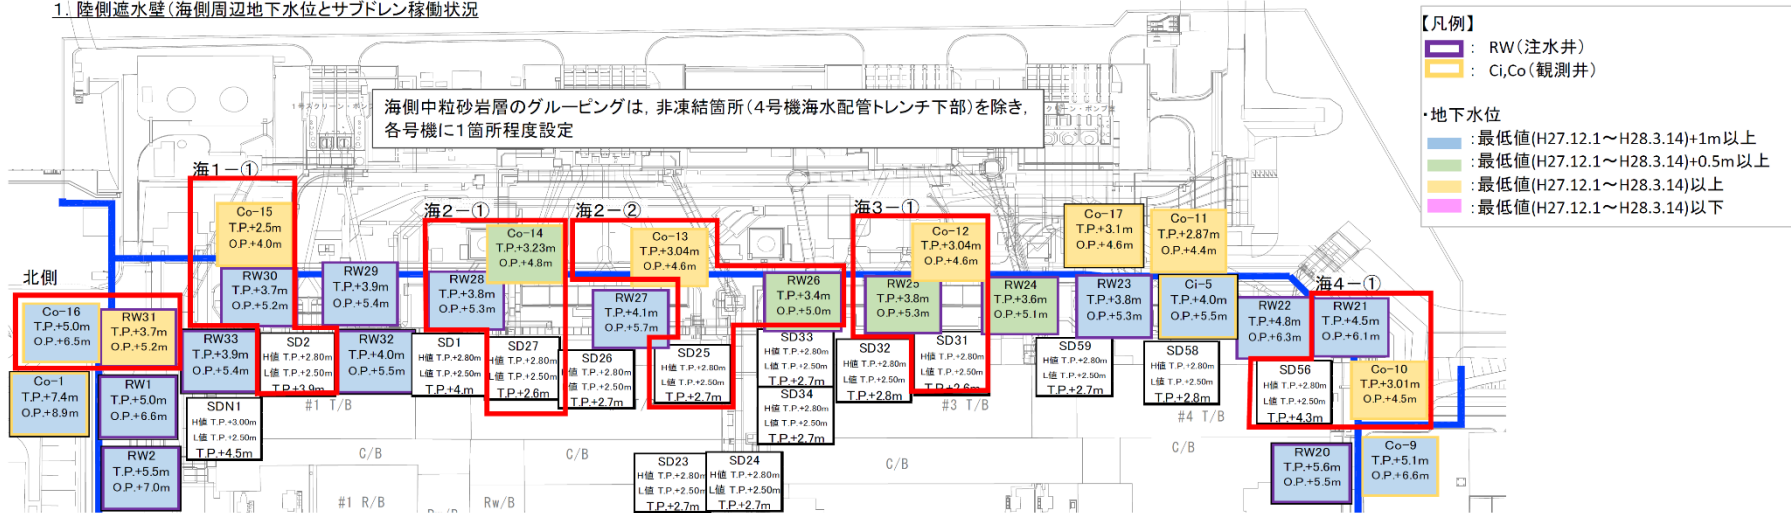 1. 陸側遮水壁(海側周辺地下水位とサブドレン稼働状況
【凡例】
: RW(注水井)
: Ci,Co(観測井)
・地下水位
:最低値(H27.12.1～H28.3.14)+1m以上
:最低値(H27.12.1～H28.3.14)+0.5m以上
:最低値(H27.12.1～H28.3.14)以上
:最低値(H27.12.1～H28.3.14)以下
海側中粒砂岩層のグルーピングは, 非凍結箇所(4号機海水配管トレンチ下部)を除き,
各号機に1箇所程度設定
海1-①
Co-15
T.P.+2.5m
O.P.+4.0m
RW30
T.P.+3.7m
O.P.+5.2m
RW29
T.P.+3.9m
O.P.+5.4m
海2-①
Co-14
T.P.+3.23m
O.P.+4.8m
RW28
T.P.+3.8m
O.P.+5.3m
海2-②
Co-13
T.P.+3.04m
O.P.+4.6m
RW27
T.P.+4.1m
O.P.+5.7m
RW26
T.P.+3.4m
O.P.+5.0m
海3-①
Co-12
T.P.+3.04m
O.P.+4.6m
RW25
T.P.+3.8m
O.P.+5.3m
RW24
T.P.+3.6m
O.P.+5.1m
Co-17
T.P.+3.1m
O.P.+4.6m
RW23
T.P.+3.8m
O.P.+5.3m
Co-11
T.P.+2.87m
O.P.+4.4m
Ci-5
T.P.+4.0m
O.P.+5.5m
RW22
T.P.+4.8m
O.P.+6.3m
海4-①
RW21
T.P.+4.5m
O.P.+6.1m
Co-10
T.P.+3.01m
O.P.+4.5m
北側
Co-16
T.P.+5.0m
O.P.+6.5m
RW31
T.P.+3.7m
O.P.+5.2m
RW33
T.P.+3.9m
O.P.+5.4m
SD2
H値 T.P.+2.80m
L値 T.P.+2.50m
T.P.+3.9m
RW32
T.P.+4.0m
O.P.+5.5m
SD1
H値 T.P.+2.80m
L値 T.P.+2.50m
T.P.+4.m
SD27
H値 T.P.+2.80m
L値 T.P.+2.50m
T.P.+2.6m
SD26
H値 T.P.+2.80m
L値 T.P.+2.50m
T.P.+2.7m
SD25
H値 T.P.+2.80m
L値 T.P.+2.50m
T.P.+2.7m
SD33
H値 T.P.+2.80m
L値 T.P.+2.50m
T.P.+2.7m
SD34
H値 T.P.+2.80m
L値 T.P.+2.50m
T.P.+2.7m
SD32
H値 T.P.+2.80m
L値 T.P.+2.50m
T.P.+2.8m
SD31
H値 T.P.+2.80m
L値 T.P.+2.50m
T.P.+2.6m
SD59
H値 T.P.+2.80m
L値 T.P.+2.50m
T.P.+2.7m
SD58
H値 T.P.+2.80m
L値 T.P.+2.50m
T.P.+2.8m
SD56
H値 T.P.+2.80m
L値 T.P.+2.50m
T.P.+4.3m
Co-1
T.P.+7.4m
O.P.+8.9m
RW1
T.P.+5.0m
O.P.+6.6m
RW2
T.P.+5.5m
O.P.+7.0m
SDN1
H値 T.P.+3.00m
L値 T.P.+2.50m
T.P.+4.5m
#1 T/B
#3 T/B
#4 T/B
C/B
C/B
C/B
C/B
SD23
H値 T.P.+2.80m
L値 T.P.+2.50m
T.P.+2.7m
SD24
H値 T.P.+2.80m
L値 T.P.+2.50m
T.P.+2.7m
RW20
T.P.+5.6m
O.P.+5.5m
Co-9
T.P.+5.1m
O.P.+6.6m
#1 R/B
Rw/B